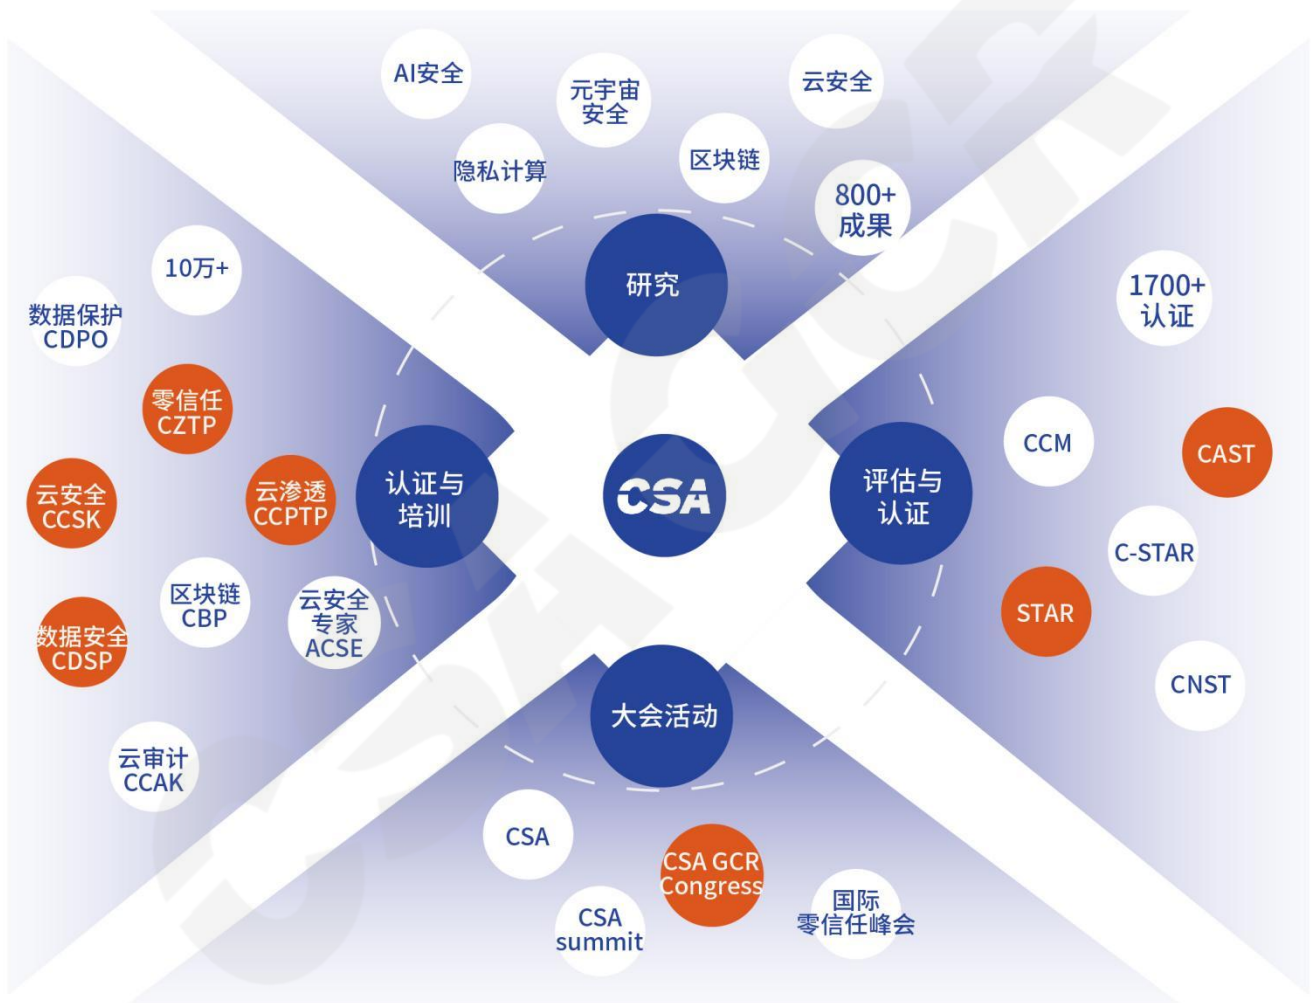 AI安全
元宇宙
安全
云安全
隐私计算
区块链
800+
成果
研究
10万+
数据保护
CDPO
零信任
CZTP
云安全
CCSK
云渗透
CCPTP
认证与
培训
区块链
CBP
云安全
专家
ACSE
数据安全
CDSP
云审计
CCAK
CSA
评估与
认证
1700+
认证
CCM
CAST
C-STAR
STAR
CNST
大会活动
CSA
CSA GCR
Congress
CSA
summit
国际
零信任峰会
CSA GCR